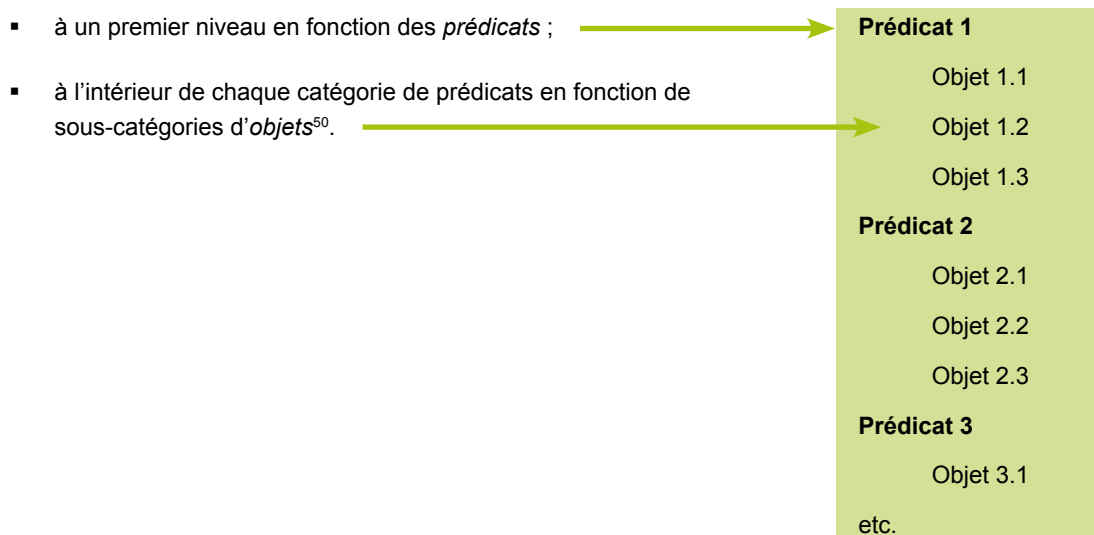 ▪ à un premier niveau en fonction des prédicats ;
▪ à l’intérieur de chaque catégorie de prédicats en fonction de
sous-catégories d’objets⁵⁰.
Prédicat 1
Objet 1.1
Objet 1.2
Objet 1.3
Prédicat 2
Objet 2.1
Objet 2.2
Objet 2.3
Prédicat 3
Objet 3.1
etc.